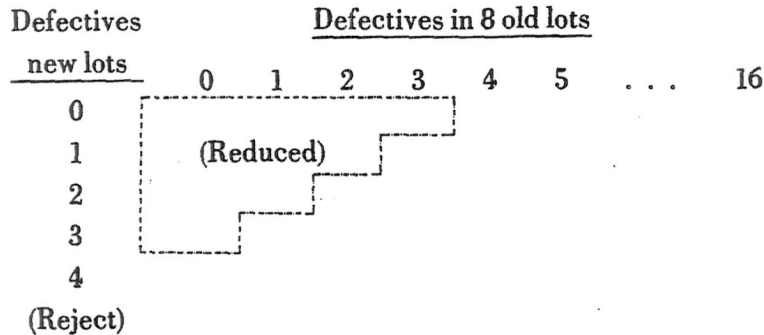 Defectives Defectives in 8 old lots
new lots 0 1 2 3 4 5 . . . 16
0
1 (Reduced)
2
3
4
(Reject)